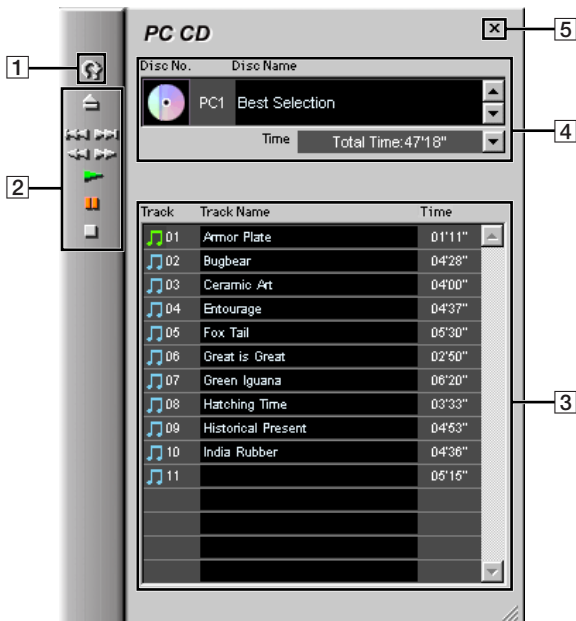 PC CD
5
1
Disc No. Disc Name
PC1 Best Selection
4
Time Total Time:47'18"
2
Track Track Name Time
01 Armor Plate 01'11"
02 Bugbear 04'28"
03 Ceramic Art 04'00"
04 Entourage 04'37"
05 Fox Tail 05'30"
06 Great is Great 02'50"
07 Green Iguana 06'20"
08 Hatching Time 03'33"
3
09 Historical Present 04'53"
10 India Rubber 04'36"
11 05'15"